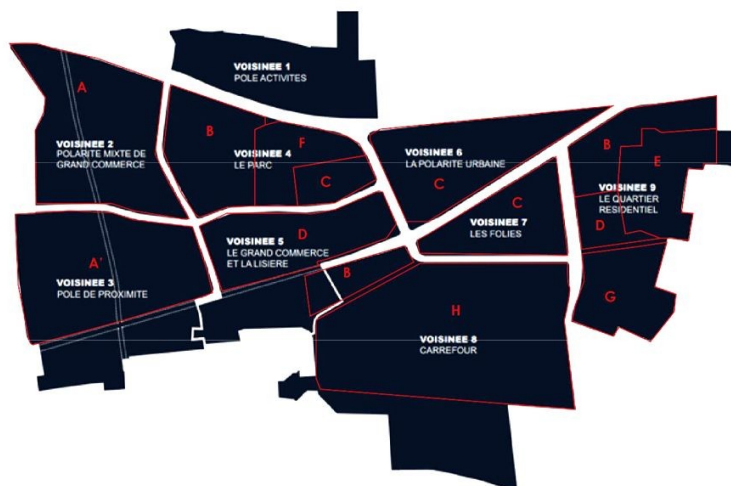 VOISINEE 1
POLE ACTIVITES
A
VOISINEE 2
POLARITE MIXTE DE
GRAND COMMERCE
B
F
VOISINEE 4
LE PARC
C
VOISINEE 6
LA POLARITE URBAINE
C
B
E
VOISINEE 9
LE QUARTIER
RESIDENTIEL
D
G
C
VOISINEE 7
LES FOLIES
D
VOISINEE 5
LE GRAND COMMERCE
ET LA LISIERE
B
A'
VOISINEE 3
POLE DE PROXIMITE
H
VOISINEE 8
CARREFOUR